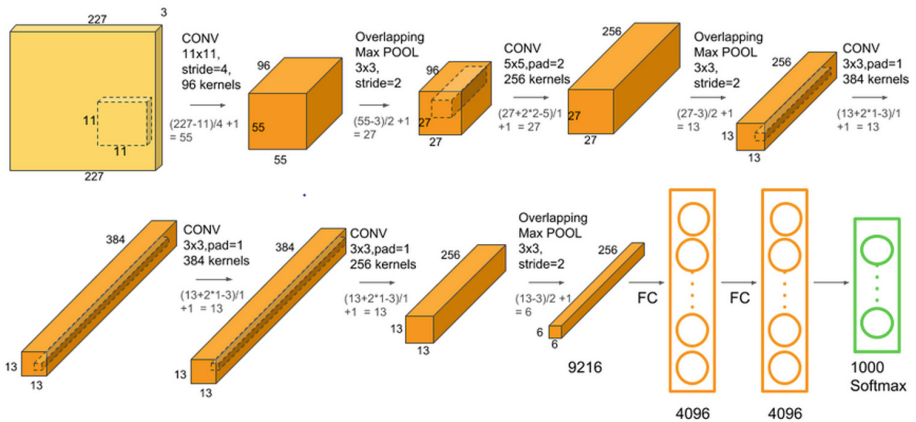 227
3
11
11
227
CONV
11x11,
stride=4,
96 kernels
(227-11)/4 +1
= 55
96
55
55
Overlapping
Max POOL
3x3,
stride=2
(55-3)/2 +1
= 27
96
27
27
CONV
5x5,pad=2
256 kernels
(27+2*2-5)/1
+1 = 27
256
27
27
Overlapping
Max POOL
3x3,
stride=2
(27-3)/2 +1
= 13
256
13
13
CONV
3x3,pad=1
384 kernels
(13+2*1-3)/1
+1 = 13
384
13
13
CONV
3x3,pad=1
384 kernels
(13+2*1-3)/1
+1 = 13
384
13
13
CONV
3x3,pad=1
256 kernels
(13+2*1-3)/1
+1 = 13
256
13
13
Overlapping
Max POOL
3x3,
stride=2
(13-3)/2 +1
= 6
256
6
6
9216
FC
4096
FC
4096
1000
Softmax